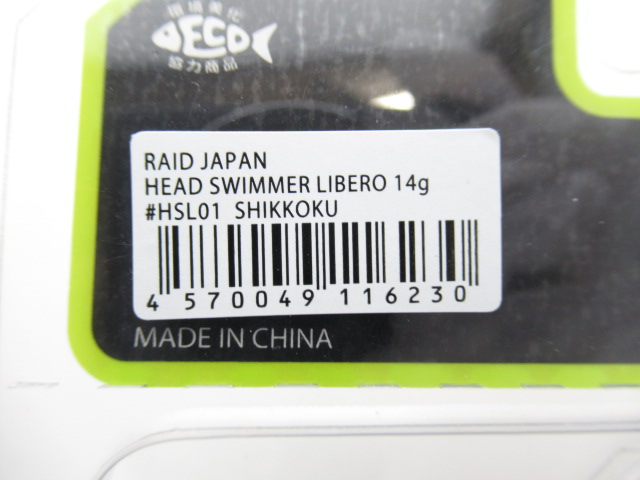 環境美化
DECO
協力商品
RAID JAPAN
HEAD SWIMMER LIBERO 14g
#HSL01 SHIKKOKU
4 570049 116230
MADE IN CHINA